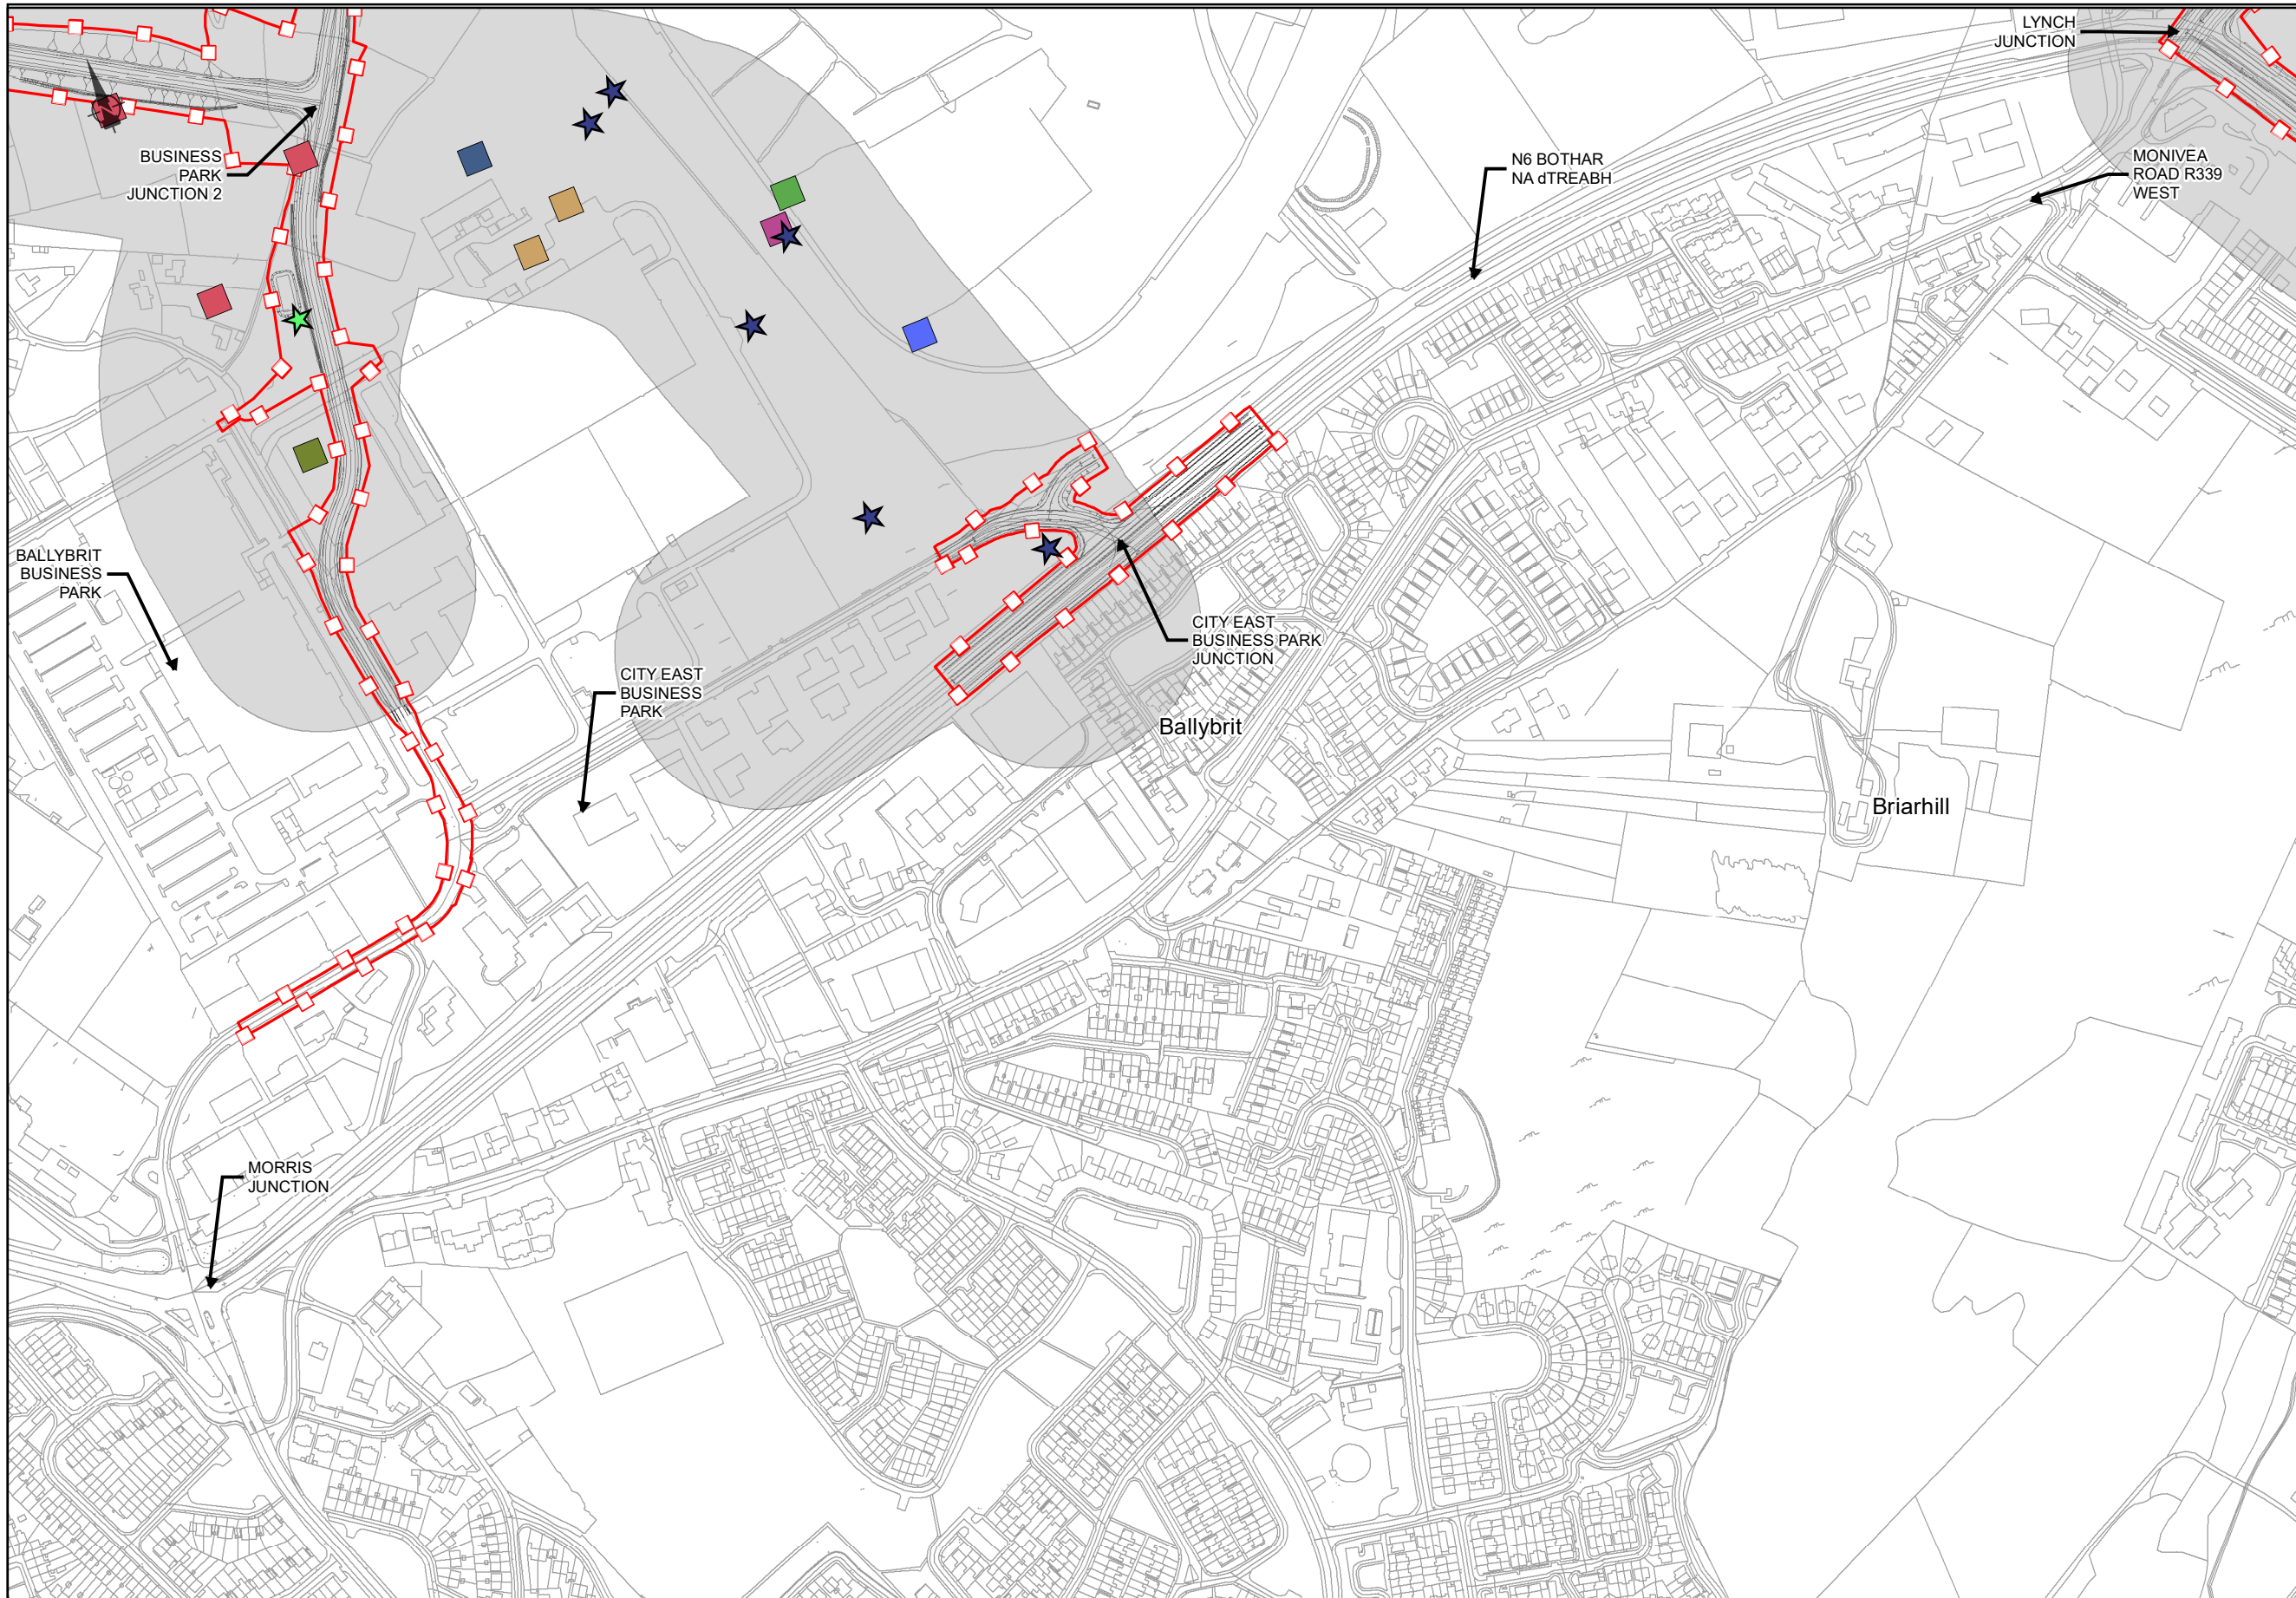 LYNCH
JUNCTION
BUSINESS
PARK
JUNCTION 2
N6 BOTHAR
NA dTREABH
MONIVEA
ROAD R339
WEST
BALLYBRIT
BUSINESS
PARK
CITY EAST
BUSINESS PARK
JUNCTION
CITY EAST
BUSINESS
PARK
Ballybrit
Briarhill
MORRIS
JUNCTION